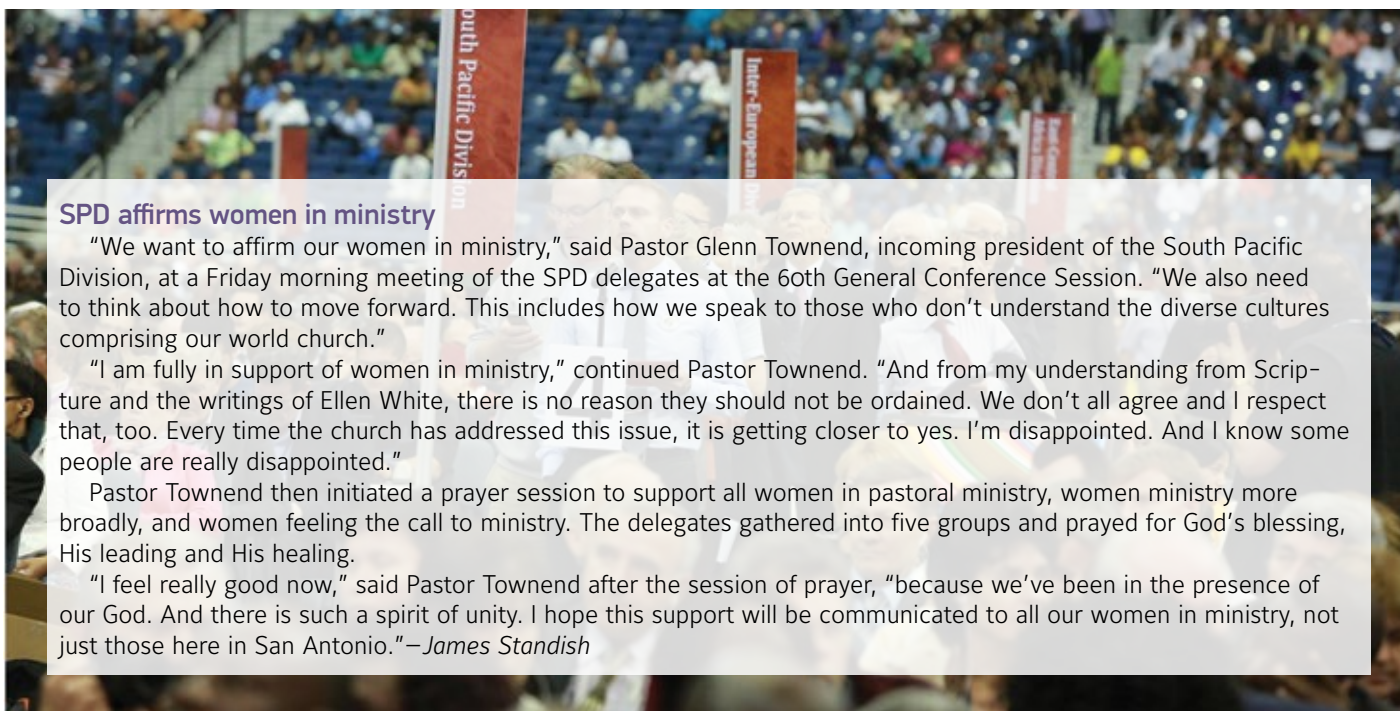 South Pacific Division
Inter-European Div
East-Central
Africa Division
SPD affirms women in ministry
“We want to affirm our women in ministry,” said Pastor Glenn Townend, incoming president of the South Pacific
Division, at a Friday morning meeting of the SPD delegates at the 60th General Conference Session. “We also need
to think about how to move forward. This includes how we speak to those who don’t understand the diverse cultures
comprising our world church.”
“I am fully in support of women in ministry,” continued Pastor Townend. “And from my understanding from Scrip-
ture and the writings of Ellen White, there is no reason they should not be ordained. We don’t all agree and I respect
that, too. Every time the church has addressed this issue, it is getting closer to yes. I’m disappointed. And I know some
people are really disappointed.”
Pastor Townend then initiated a prayer session to support all women in pastoral ministry, women ministry more
broadly, and women feeling the call to ministry. The delegates gathered into five groups and prayed for God’s blessing,
His leading and His healing.
“I feel really good now,” said Pastor Townend after the session of prayer, “because we’ve been in the presence of
our God. And there is such a spirit of unity. I hope this support will be communicated to all our women in ministry, not
just those here in San Antonio.”—James Standish